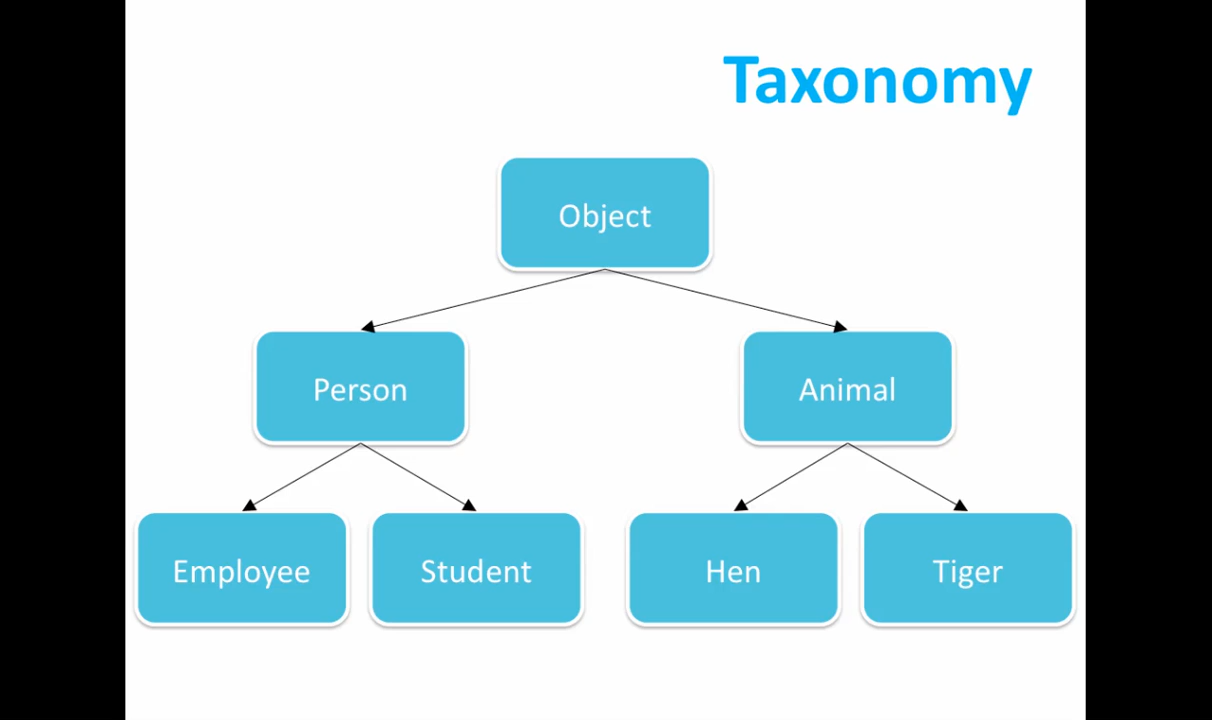 Taxonomy
Object
Person
Animal
Employee
Student
Hen
Tiger